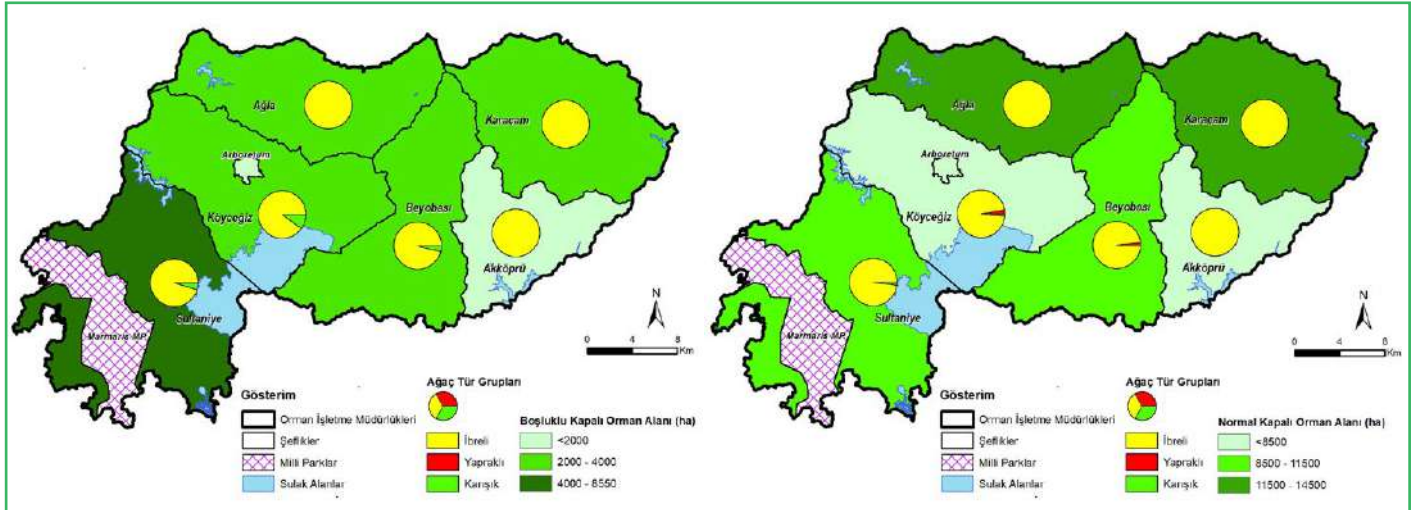 Ağla
Karaçam
Arboretum
Köyceğiz
Beyobası
Akköprü
Sultaniye
Marmaris MP
N
0 4 8
Km
Gösterim
Orman İşletme Müdürlükleri
Şeflikler
Milli Parklar
Sulak Alanlar
Ağaç Tür Grupları
İbreli
Yapraklı
Karışık
Boşluklu Kapalı Orman Alanı (ha)
<2000
2000 - 4000
4000 - 8550
Ağla
Karaçam
Arboretum
Köyceğiz
Beyobası
Akköprü
Sultaniye
Marmaris MP
N
0 4 8
Km
Gösterim
Orman İşletme Müdürlükleri
Şeflikler
Milli Parklar
Sulak Alanlar
Ağaç Tür Grupları
İbreli
Yapraklı
Karışık
Normal Kapalı Orman Alanı (ha)
<8500
8500 - 11500
11500 - 14500